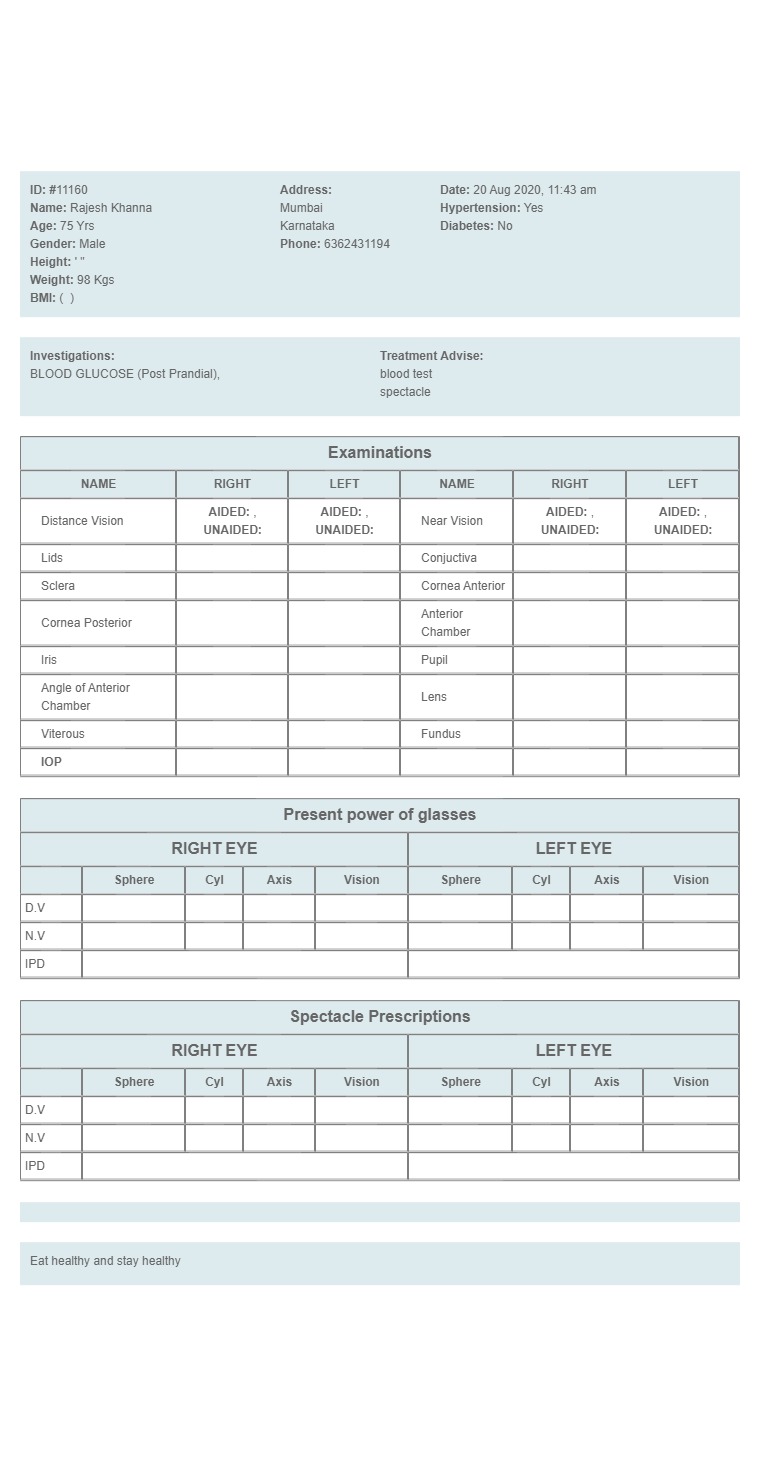 ID: #11160
Name: Rajesh Khanna
Age: 75 Yrs
Gender: Male
Height: ' "
Weight: 98 Kgs
BMI: ( )
Address:
Mumbai
Karnataka
Phone: 6362431194
Date: 20 Aug 2020, 11:43 am
Hypertension: Yes
Diabetes: No
Investigations:
BLOOD GLUCOSE (Post Prandial),
Treatment Advise:
blood test
spectacle
Examinations
NAME RIGHT LEFT NAME RIGHT LEFT
Distance Vision AIDED: , UNAIDED: AIDED: , UNAIDED: Near Vision AIDED: , UNAIDED: AIDED: , UNAIDED:
Lids Conjuctiva
Sclera Cornea Anterior
Cornea Posterior Anterior Chamber
Iris Pupil
Angle of Anterior Chamber Lens
Viterous Fundus
IOP
Present power of glasses
RIGHT EYE LEFT EYE
Sphere Cyl Axis Vision Sphere Cyl Axis Vision
D.V
N.V
IPD
Spectacle Prescriptions
RIGHT EYE LEFT EYE
Sphere Cyl Axis Vision Sphere Cyl Axis Vision
D.V
N.V
IPD
Eat healthy and stay healthy